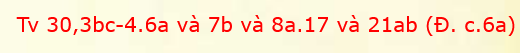 Tv 30,3bc-4.6a và 7b và 8a.17 và 21ab (Đ. c.6a)